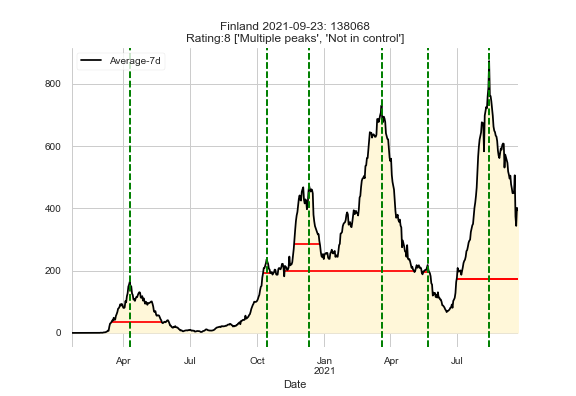 Finland 2021-09-23: 138068
Rating:8 ['Multiple peaks', 'Not in control']
Average-7d
800
600
400
200
0
Apr Jul Oct Jan Apr Jul
2021
Date